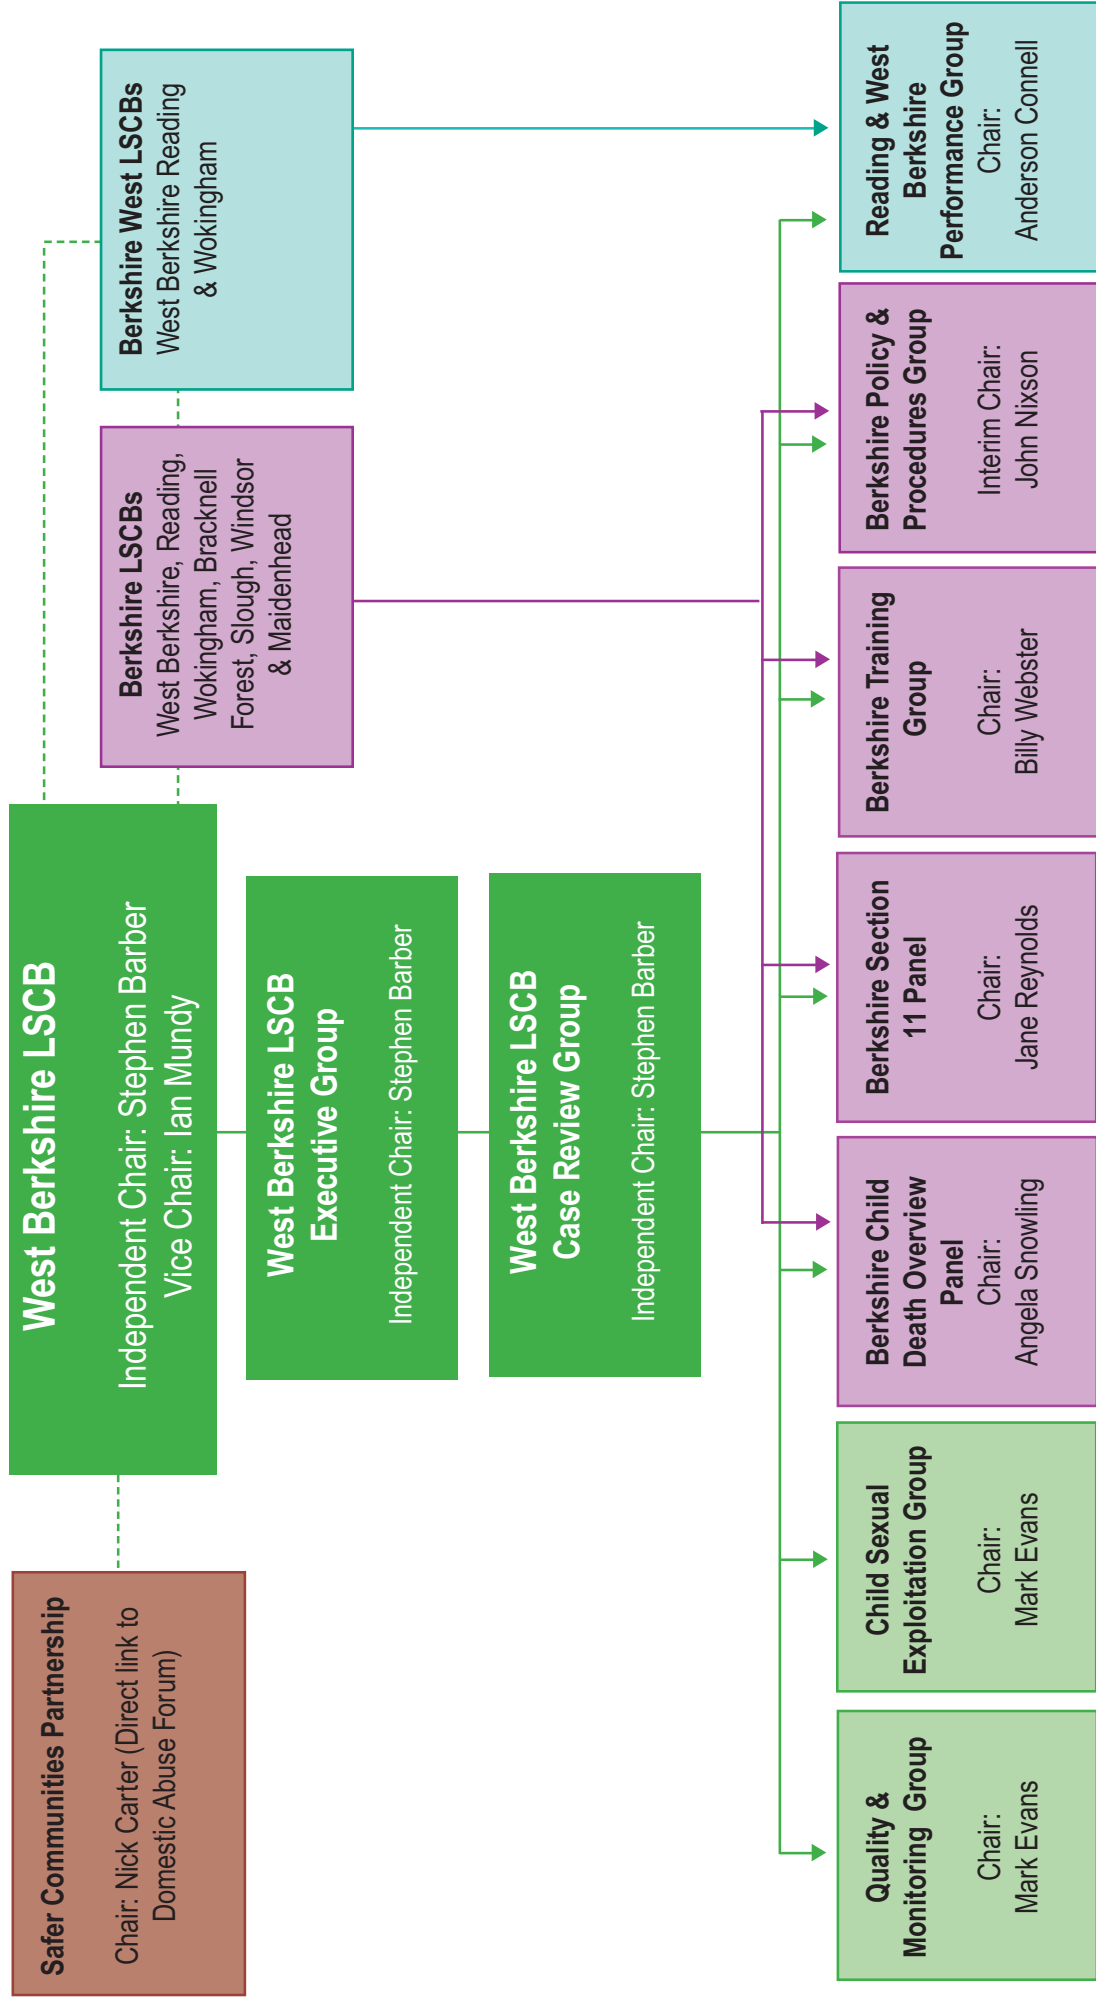 Safer Communities Partnership
Chair: Nick Carter (Direct link to
Domestic Abuse Forum)
West Berkshire LSCB
Independent Chair: Stephen Barber
Vice Chair: Ian Mundy
Berkshire LSCBs
West Berkshire, Reading,
Wokingham, Bracknell
Forest, Slough, Windsor
& Maidenhead
Berkshire West LSCBs
West Berkshire Reading
& Wokingham
West Berkshire LSCB
Executive Group
Independent Chair: Stephen Barber
West Berkshire LSCB
Case Review Group
Independent Chair: Stephen Barber
Quality &
Monitoring Group
Chair:
Mark Evans
Child Sexual
Exploitation Group
Chair:
Mark Evans
Berkshire Child
Death Overview
Panel
Chair:
Angela Snowling
Berkshire Section
11 Panel
Chair:
Jane Reynolds
Berkshire Training
Group
Chair:
Billy Webster
Berkshire Policy &
Procedures Group
Interim Chair:
John Nixson
Reading & West
Berkshire
Performance Group
Chair:
Anderson Connell